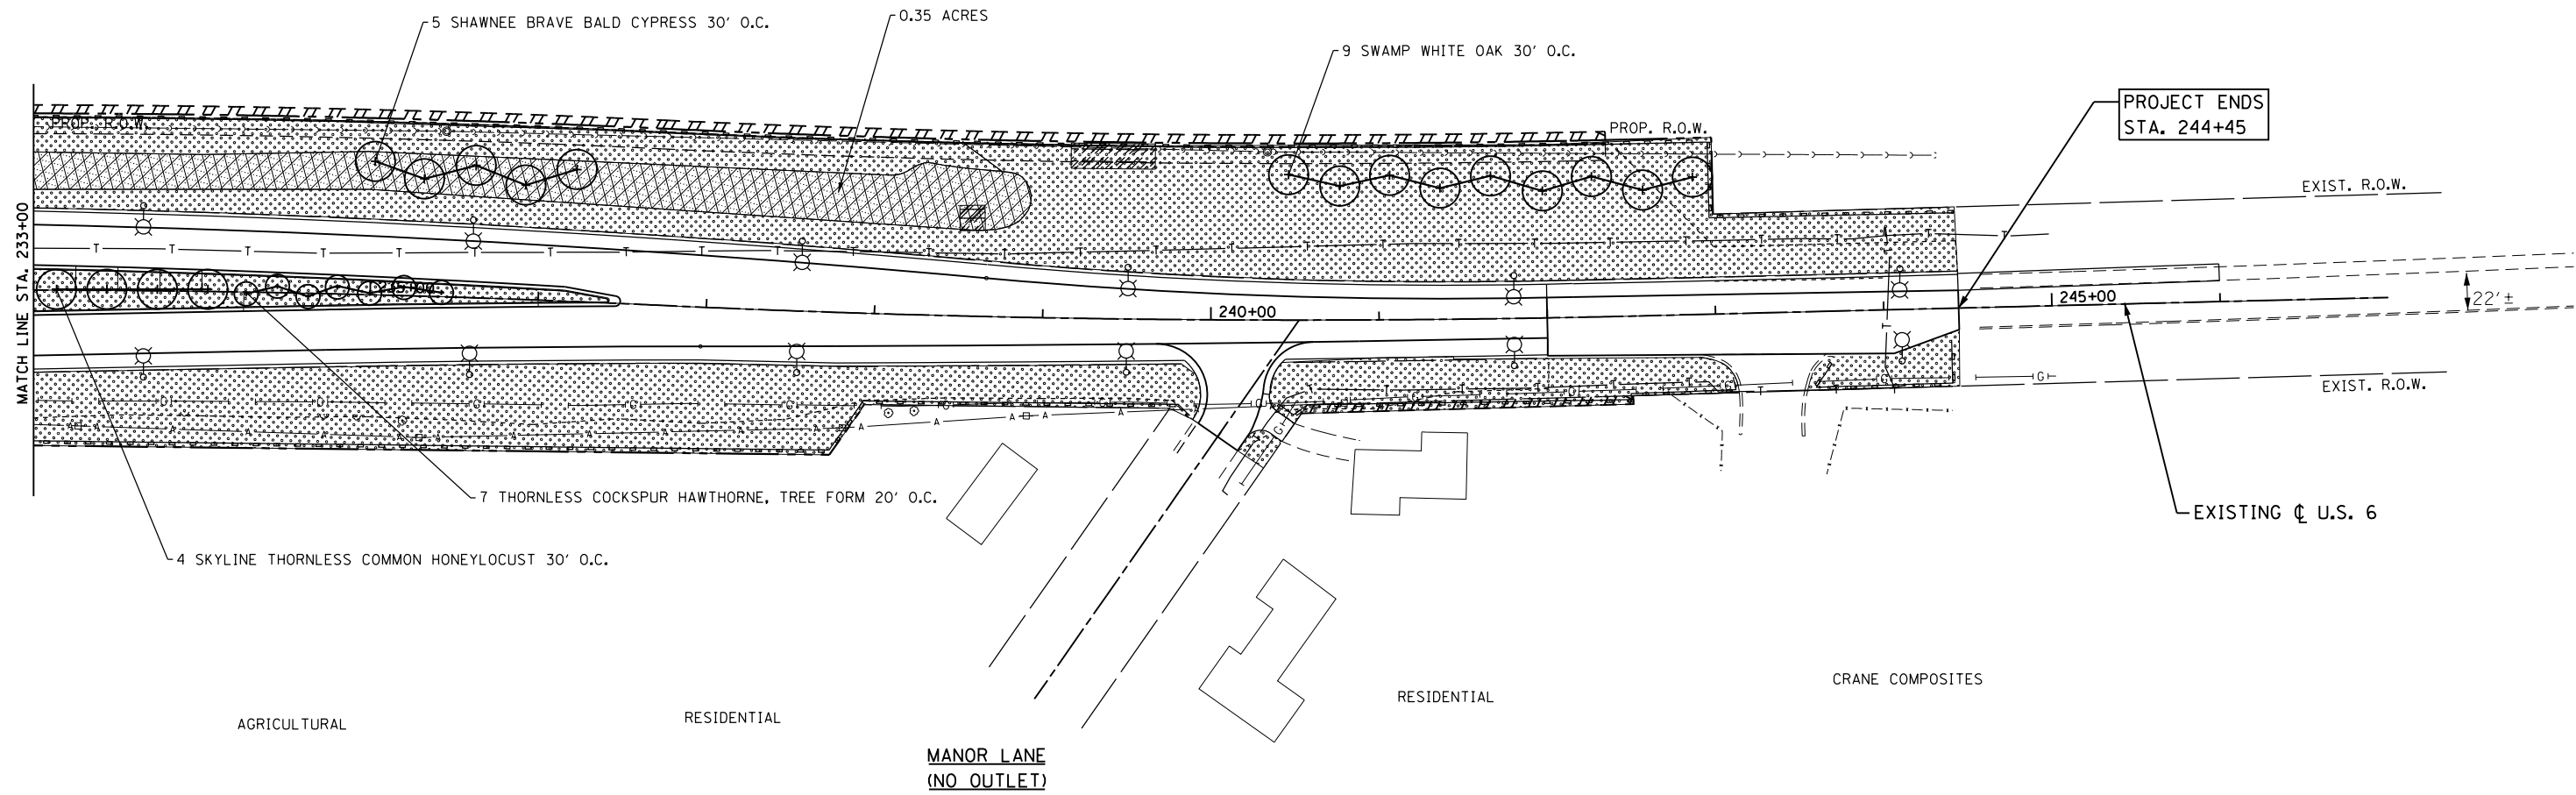 5 SHAWNEE BRAVE BALD CYPRESS 30' O.C.
0.35 ACRES
9 SWAMP WHITE OAK 30' O.C.
PROJECT ENDS
STA. 244+45
PROP. R.O.W.
PROP. R.O.W.
EXIST. R.O.W.
MATCH LINE STA. 233+00
235+00
240+00
245+00
22'±
EXIST. R.O.W.
7 THORNLESS COCKSPUR HAWTHORNE, TREE FORM 20' O.C.
EXISTING ℄ U.S. 6
4 SKYLINE THORNLESS COMMON HONEYLOCUST 30' O.C.
CRANE COMPOSITES
RESIDENTIAL
RESIDENTIAL
AGRICULTURAL
MANOR LANE
(NO OUTLET)